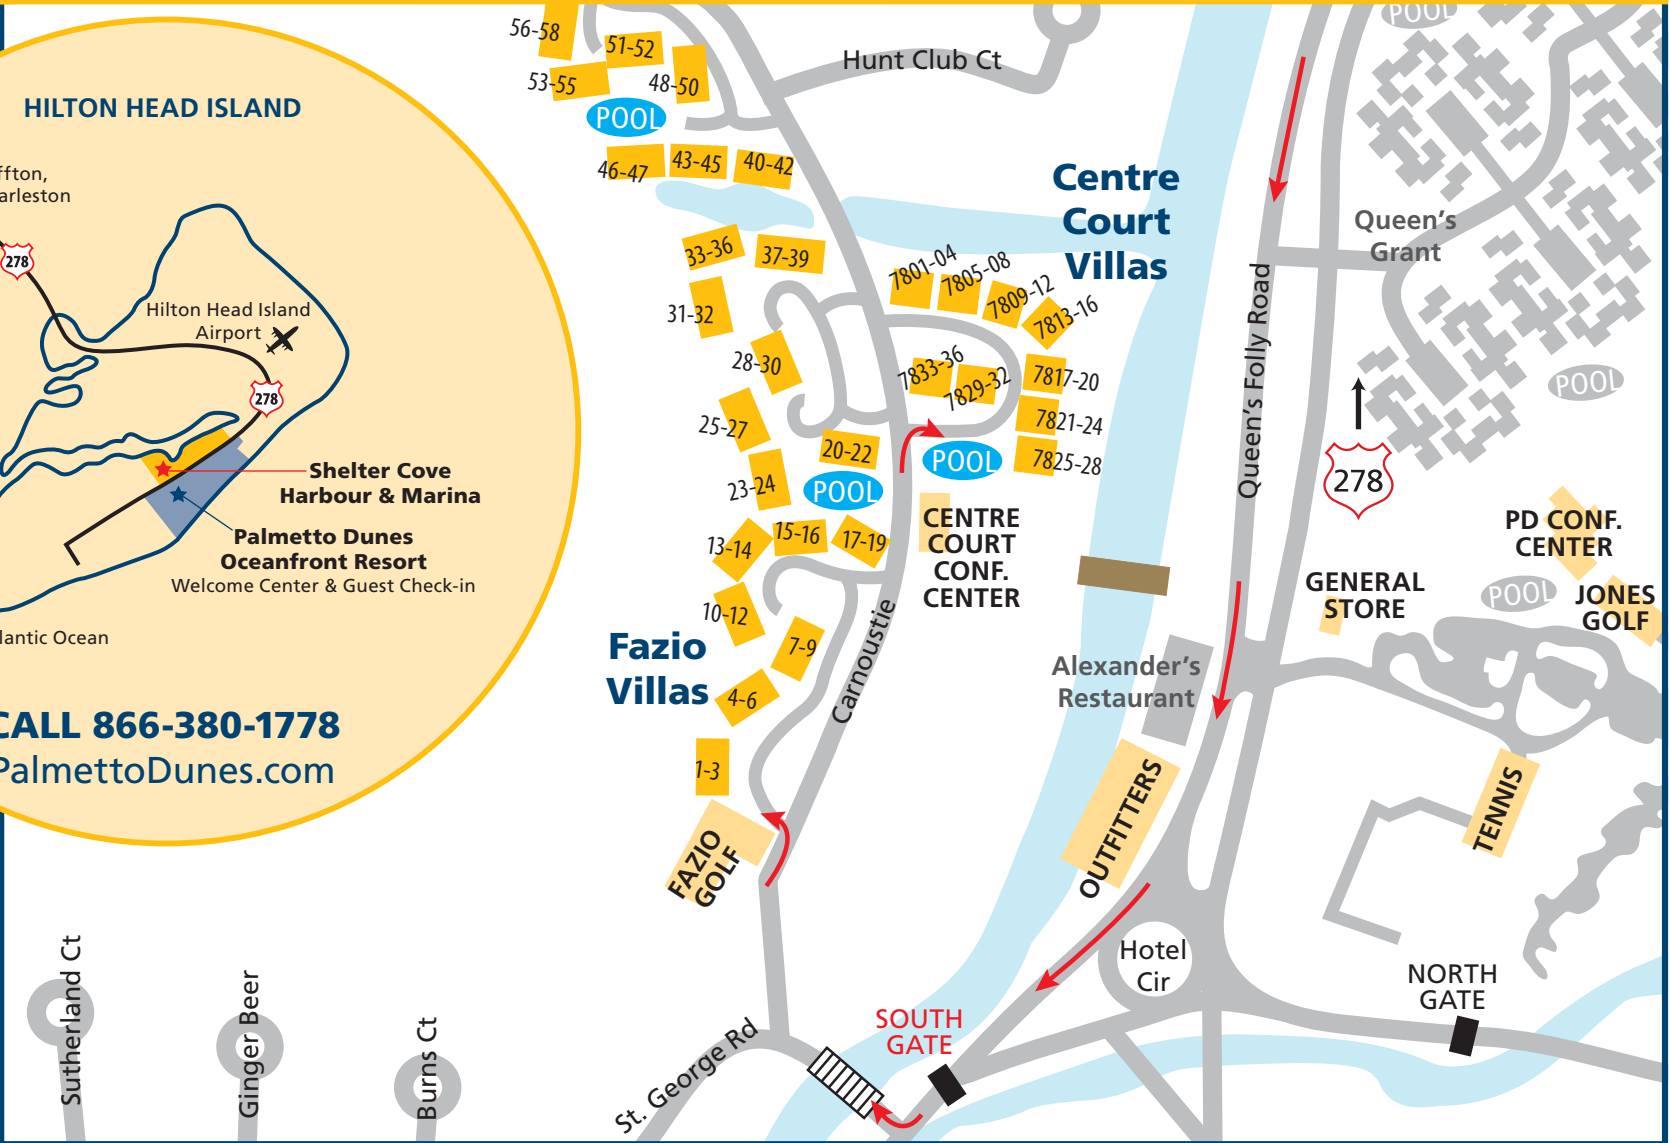 HILTON HEAD ISLAND
ffton,
arleston
278
Hilton Head Island
Airport
278
Shelter Cove
Harbour & Marina
Palmetto Dunes
Oceanfront Resort
Welcome Center & Guest Check-in
lantic Ocean
CALL 866-380-1778
PalmettoDunes.com
56-58
51-52
53-55
48-50
POOL
46-47
43-45
40-42
33-36
37-39
31-32
28-30
25-27
20-22
23-24
POOL
13-14
15-16
17-19
10-12
7-9
4-6
1-3
Fazio
Villas
FAZIO
GOLF
Carnoustie
Hunt Club Ct
Centre
Court
Villas
7801-04
7805-08
7809-12
7813-16
7833-36
7829-32
7817-20
7821-24
7825-28
POOL
CENTRE
COURT
CONF.
CENTER
Queen's Folly Road
POOL
Queen's
Grant
POOL
278
PD CONF.
CENTER
GENERAL
STORE
POOL
JONES
GOLF
Alexander's
Restaurant
OUTFITTERS
TENNIS
Hotel
Cir
NORTH
GATE
SOUTH
GATE
St. George Rd
Sutherland Ct
Ginger Beer
Burns Ct